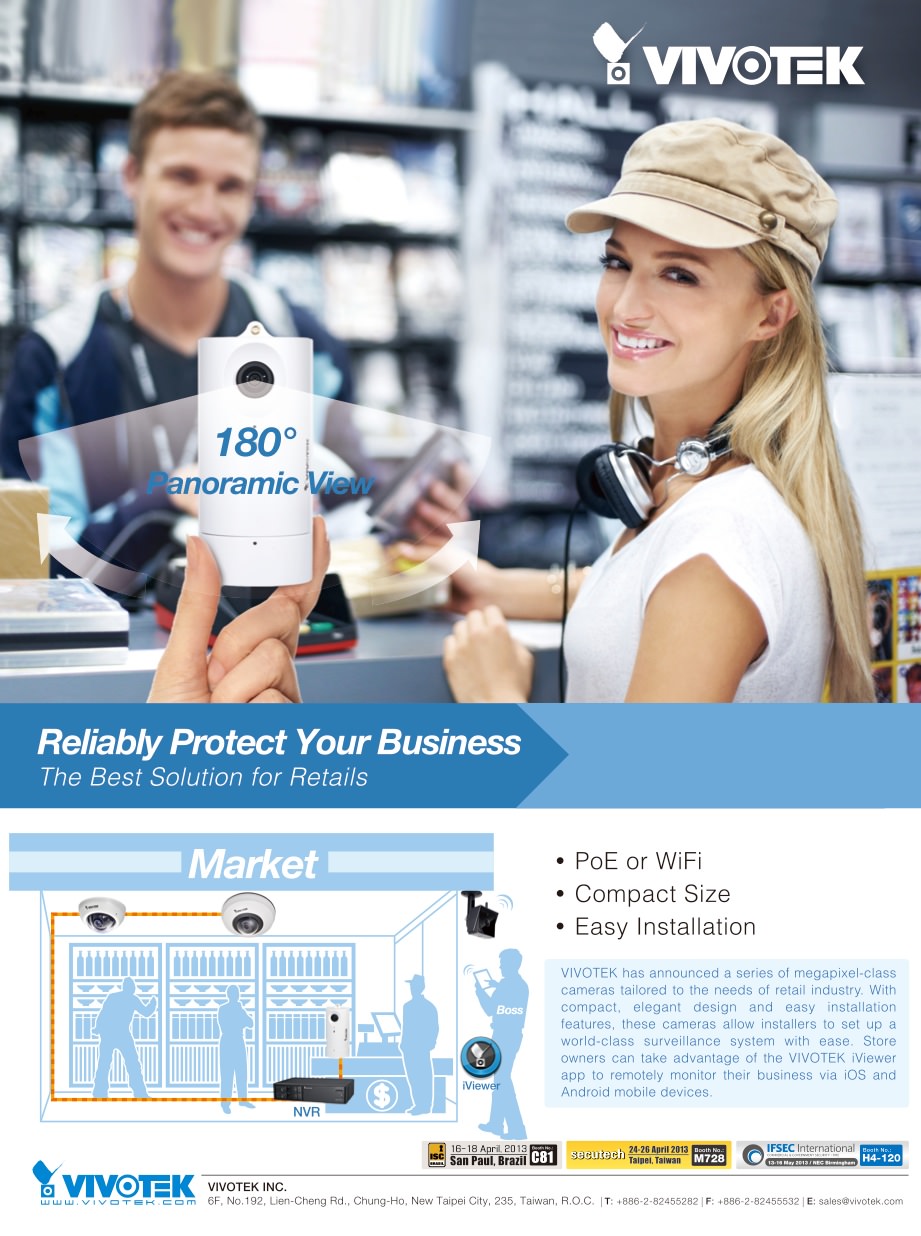 VIVOTEK
180°
Panoramic View
Reliably Protect Your Business
The Best Solution for Retails
Market
Boss
iViewer
NVR
• PoE or WiFi
• Compact Size
• Easy Installation
VIVOTEK has announced a series of megapixel-class
cameras tailored to the needs of retail industry. With
compact, elegant design and easy installation
features, these cameras allow installers to set up a
world-class surveillance system with ease. Store
owners can take advantage of the VIVOTEK iViewer
app to remotely monitor their business via iOS and
Android mobile devices.
ISC
BRASIL
16-18 April, 2013
San Paul, Brazil
Booth No.:
C81
secutech
24-26 April 2013
Taipei, Taiwan
Booth No.:
M728
IFSEC International
13-16 May 2013 / NEC Birmingham
Booth No.:
H4-120
VIVOTEK
www.vivotek.com
VIVOTEK INC.
6F, No.192, Lien-Cheng Rd., Chung-Ho, New Taipei City, 235, Taiwan, R.O.C. | T: +886-2-82455282 | F: +886-2-82455532 | E: sales@vivotek.com